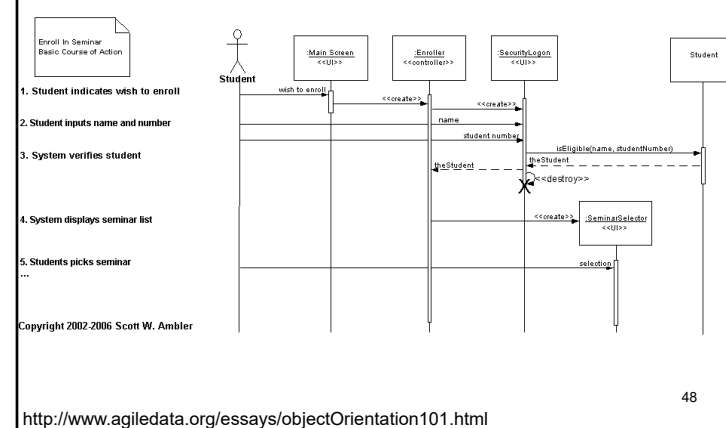 Enroll In Seminar
Basic Course of Action
:Main Screen
<<UI>>
:Enroller
<<controller>>
:SecurityLogon
<<UI>>
Student
Student
1. Student indicates wish to enroll
wish to enroll
<<create>>
<<create>>
2. Student inputs name and number
name
student number
3. System verifies student
isEligible(name, studentNumber)
theStudent
theStudent
<<destroy>>
4. System displays seminar list
<<create>>
:SeminarSelector
<<UI>>
5. Students picks seminar
...
selection
Copyright 2002-2006 Scott W. Ambler
48
http://www.agiledata.org/essays/objectOrientation101.html